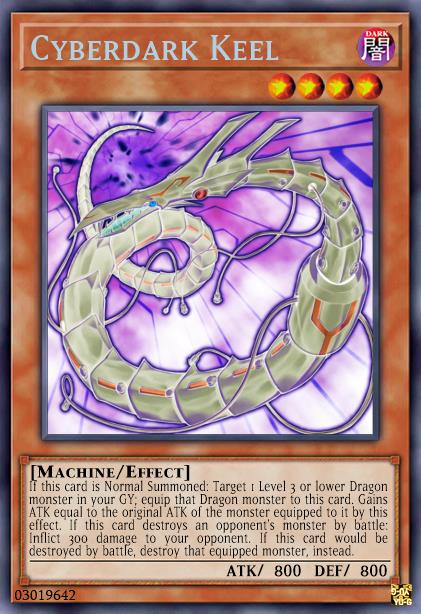 CYBERDARK KEEL
DARK
闇
[MACHINE/EFFECT]
If this card is Normal Summoned: Target 1 Level 3 or lower Dragon
monster in your GY; equip that Dragon monster to this card. Gains
ATK equal to the original ATK of the monster equipped to it by this
effect. If this card destroys an opponent's monster by battle:
Inflict 300 damage to your opponent. If this card would be
destroyed by battle, destroy that equipped monster, instead.
ATK/ 800 DEF/ 800
03019642